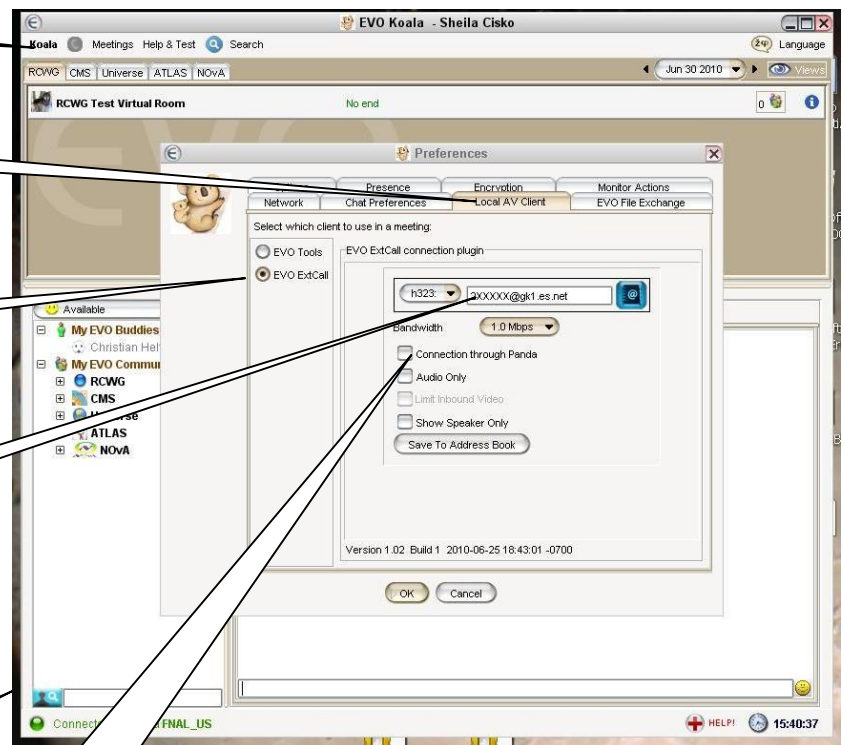 EVO Koala - Sheila Cisko
Koala Meetings Help & Test Search Language
RCWG CMS Universe ATLAS NOvA Jun 30 2010 Views
RCWG Test Virtual Room No end 0
Preferences
Presence Encryption Monitor Actions
Network Chat Preferences Local AV Client EVO File Exchange
Select which client to use in a meeting:
EVO Tools
EVO ExtCall
EVO ExtCall connection plugin
h323: XXXXX@gk1.es.net
Bandwidth 1.0 Mbps
Connection through Panda
Audio Only
Limit Inbound Video
Show Speaker Only
Save To Address Book
Version 1.02 Build 1 2010-06-25 18:43:01 -0700
OK Cancel
Available
My EVO Buddies
Christian
My EVO
RCWG
CMS
ATLAS
NOvA
FNAL_US
HELP! 15:40:37